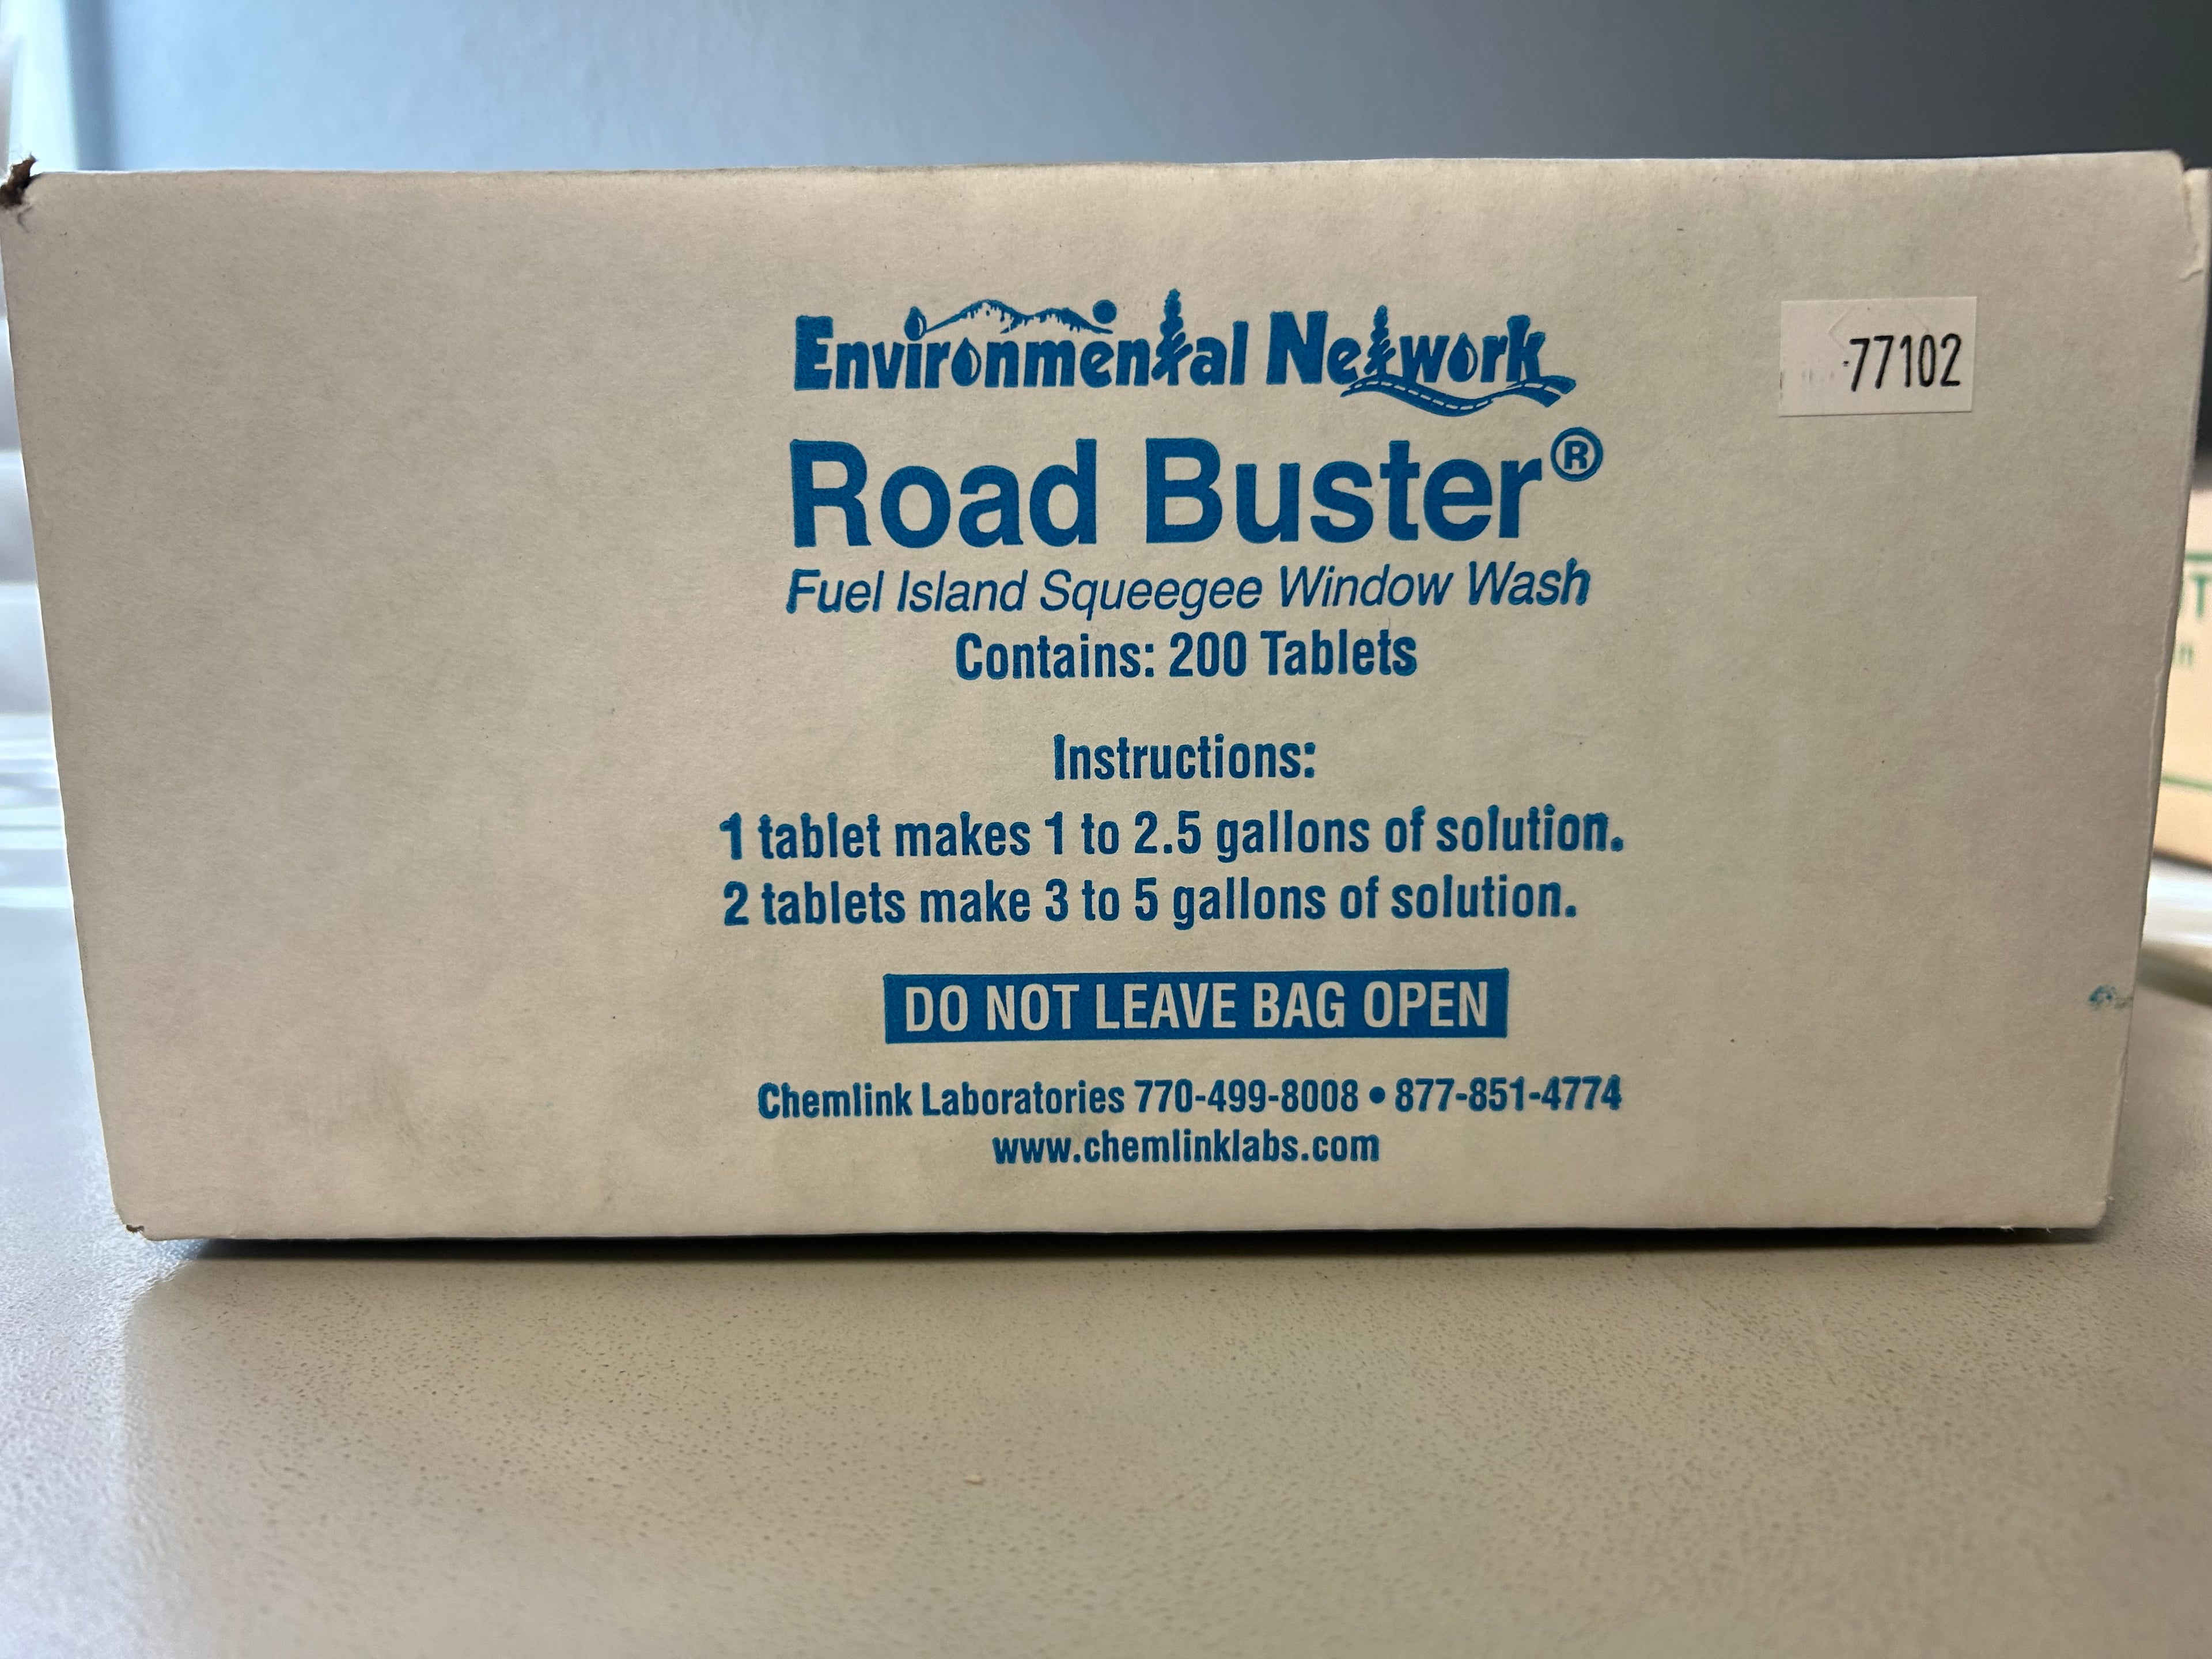 Environmental Network
77102
Road Buster®
Fuel Island Squeegee Window Wash
Contains: 200 Tablets
Instructions:
1 tablet makes 1 to 2.5 gallons of solution.
2 tablets make 3 to 5 gallons of solution.
DO NOT LEAVE BAG OPEN
Chemlink Laboratories 770-499-8008 • 877-851-4774
www.chemlinklabs.com